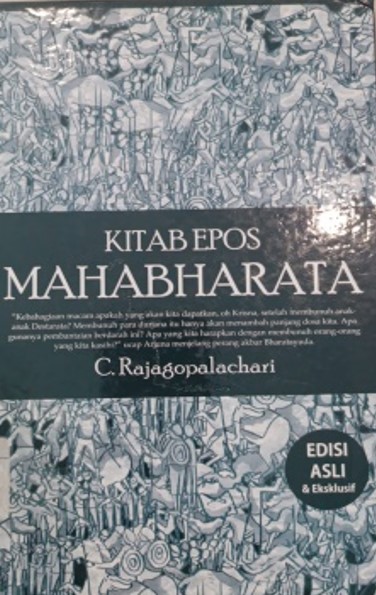 KITAB EPOS
MAHABHARATA
"Kebahagiaan macam apakah yang akan kita dapatkan, oh Krisna, setelah membunuh anak-
anak Destarata? Membunuh para durjana itu hanya akan menambah panjang dosa kita. Apa
gunanya pembantaian berdarah ini? Apa yang kita harapkan dengan membunuh orang-orang
yang kita kasihi?" ucap Arjuna menjelang perang akbar Bharatayuda.
C. Rajagopalachari
EDISI
ASLI
& Eksklusif